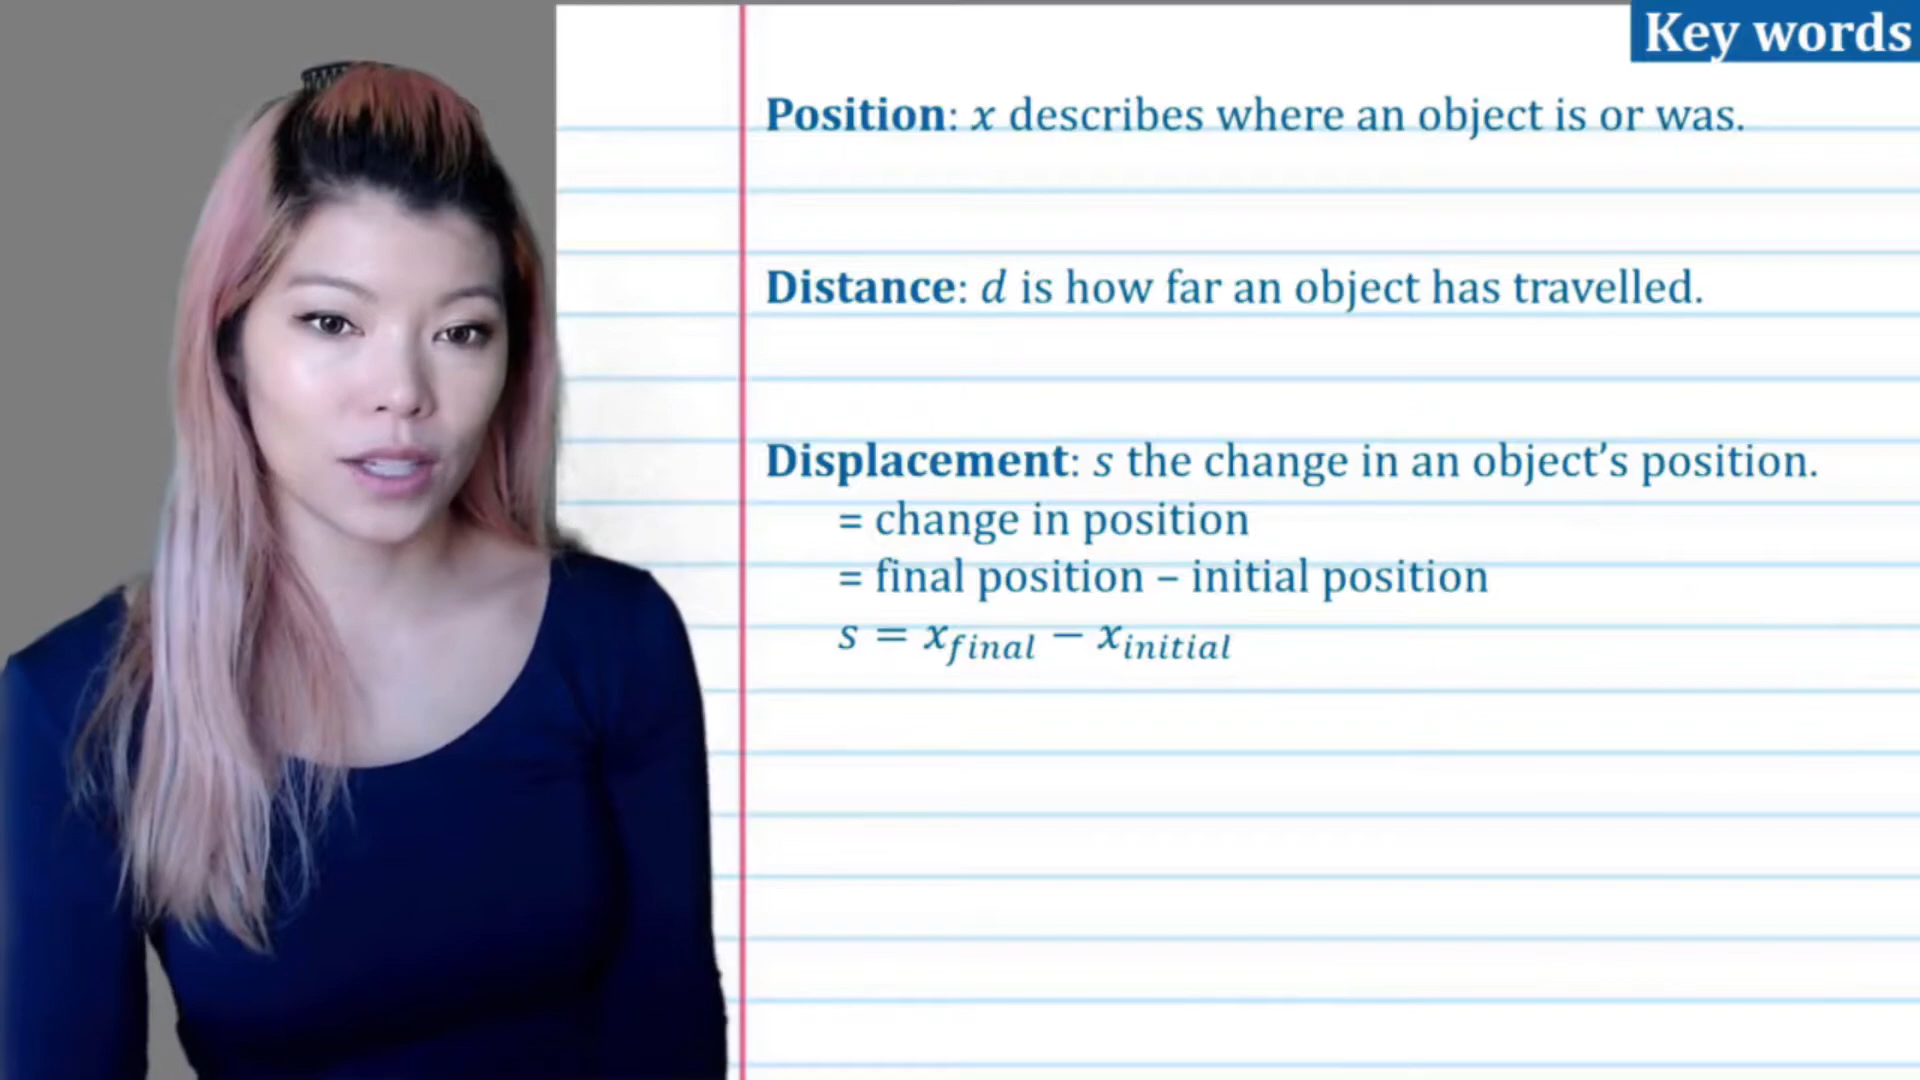 Key words
Position: x describes where an object is or was.
Distance: d is how far an object has travelled.
Displacement: s the change in an object’s position.
= change in position
= final position – initial position
s = x_final − x_initial